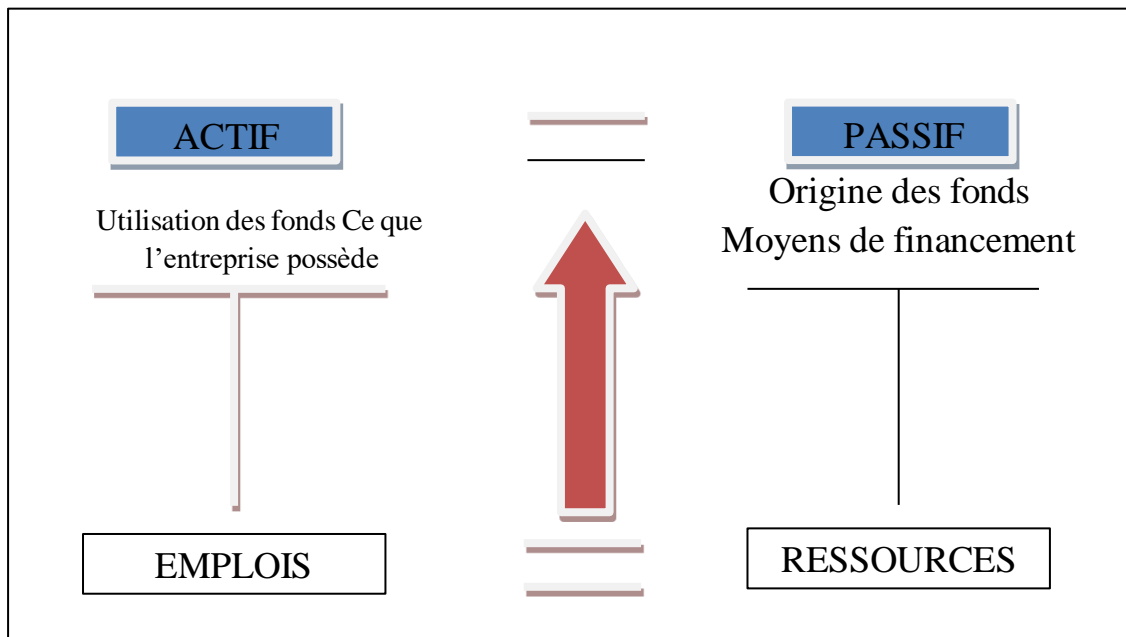 ACTIF
PASSIF
Utilisation des fonds Ce que
l’entreprise possède
Origine des fonds
Moyens de financement
EMPLOIS
RESSOURCES